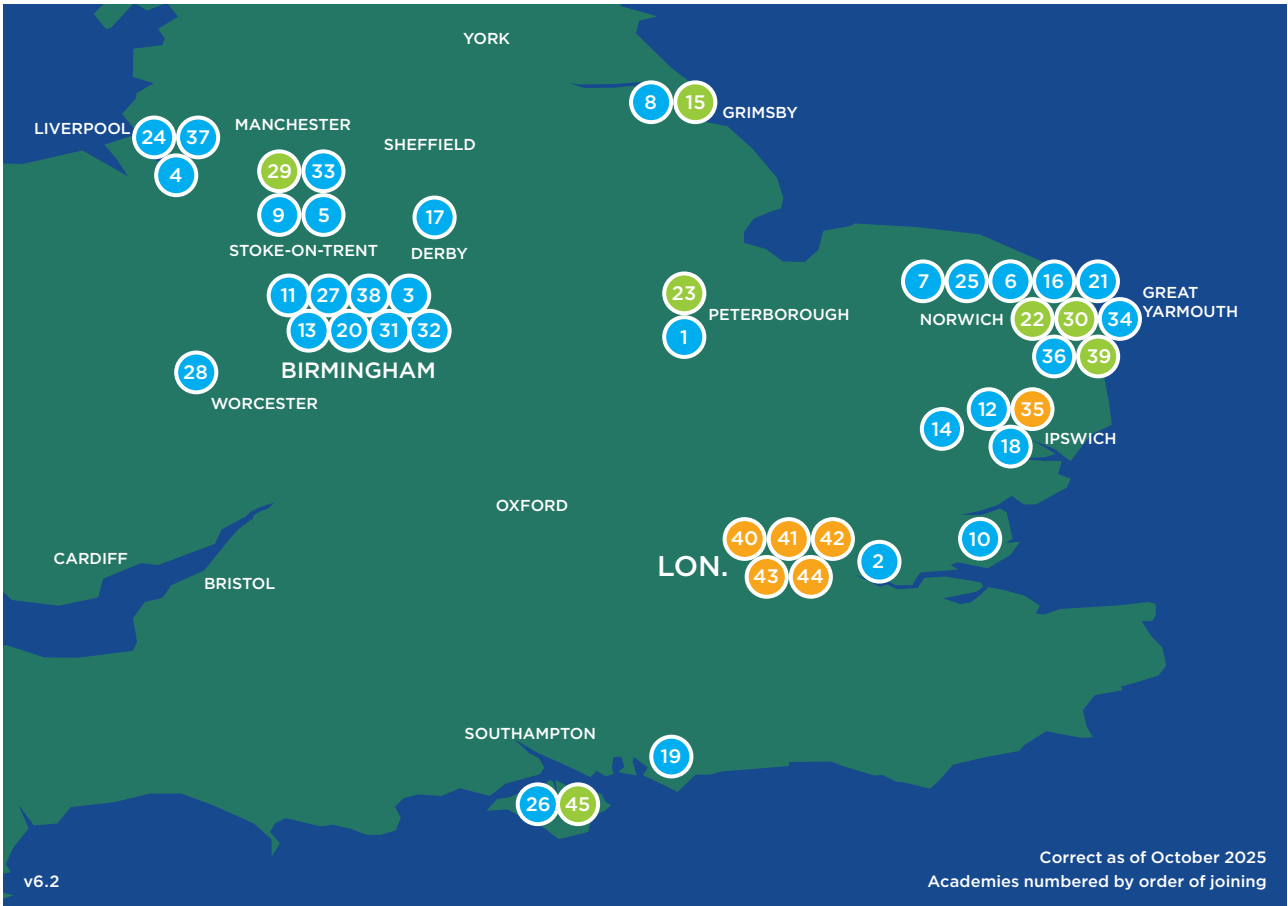 YORK
8 15
GRIMSBY
LIVERPOOL
24 37
4
MANCHESTER
SHEFFIELD
29 33
9 5
STOKE-ON-TRENT
17
DERBY
11 27 38 3
13 20 31 32
BIRMINGHAM
28
WORCESTER
23
1
PETERBOROUGH
7 25 6 16 21
GREAT
YARMOUTH
NORWICH
22 30 34
36 39
12 35
14
18
IPSWICH
OXFORD
LON.
40 41 42
43 44
2
10
CARDIFF
BRISTOL
SOUTHAMPTON
19
26 45
Correct as of October 2025
Academies numbered by order of joining
v6.2